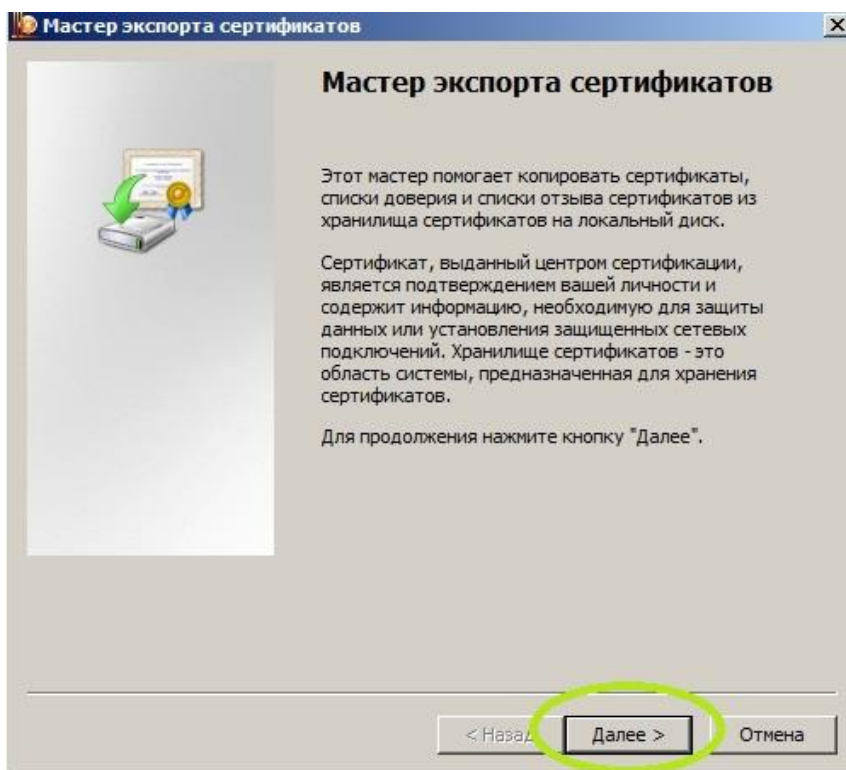 Мастер экспорта сертификатов
Мастер экспорта сертификатов
Этот мастер помогает копировать сертификаты,
списки доверия и списки отзыва сертификатов из
хранилища сертификатов на локальный диск.
Сертификат, выданный центром сертификации,
является подтверждением вашей личности и
содержит информацию, необходимую для защиты
данных или установления защищенных сетевых
подключений. Хранилище сертификатов - это
область системы, предназначенная для хранения
сертификатов.
Для продолжения нажмите кнопку "Далее".
< Назад Далее > Отмена